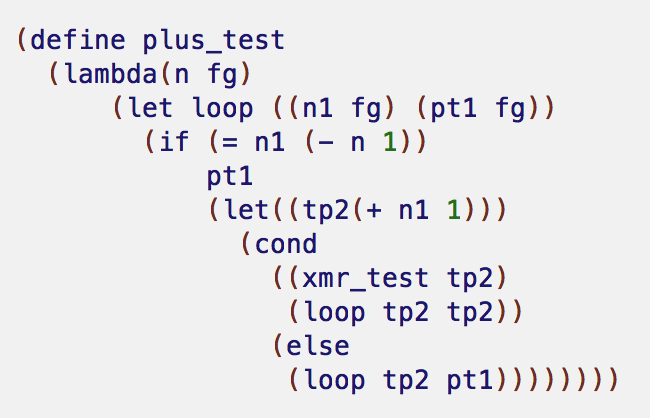 (define plus_test
(lambda(n fg)
(let loop ((n1 fg) (pt1 fg))
(if (= n1 (- n 1))
pt1
(let((tp2(+ n1 1)))
(cond
((xmr_test tp2)
(loop tp2 tp2))
(else
(loop tp2 pt1))))))))